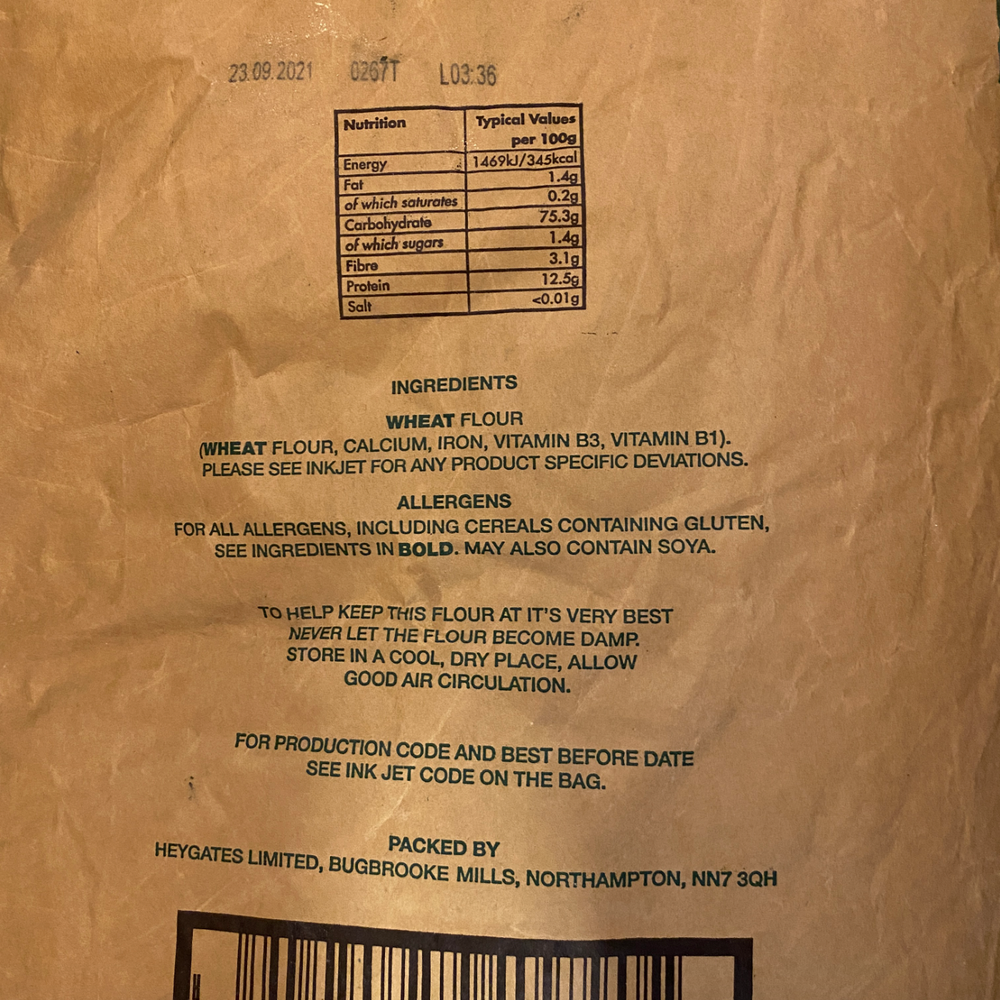 23.09.2021 0267T L03:36
Nutrition Typical Values per 100g
Energy 1469kJ/345kcal
Fat 1.4g
of which saturates 0.2g
Carbohydrate 75.3g
of which sugars 1.4g
Fibre 3.1g
Protein 12.5g
Salt <0.01g
INGREDIENTS
WHEAT FLOUR
(WHEAT FLOUR, CALCIUM, IRON, VITAMIN B3, VITAMIN B1).
PLEASE SEE INKJET FOR ANY PRODUCT SPECIFIC DEVIATIONS.
ALLERGENS
FOR ALL ALLERGENS, INCLUDING CEREALS CONTAINING GLUTEN,
SEE INGREDIENTS IN BOLD. MAY ALSO CONTAIN SOYA.
TO HELP KEEP THIS FLOUR AT IT'S VERY BEST
NEVER LET THE FLOUR BECOME DAMP.
STORE IN A COOL, DRY PLACE, ALLOW
GOOD AIR CIRCULATION.
FOR PRODUCTION CODE AND BEST BEFORE DATE
SEE INK JET CODE ON THE BAG.
PACKED BY
HEYGATES LIMITED, BUGBROOKE MILLS, NORTHAMPTON, NN7 3QH